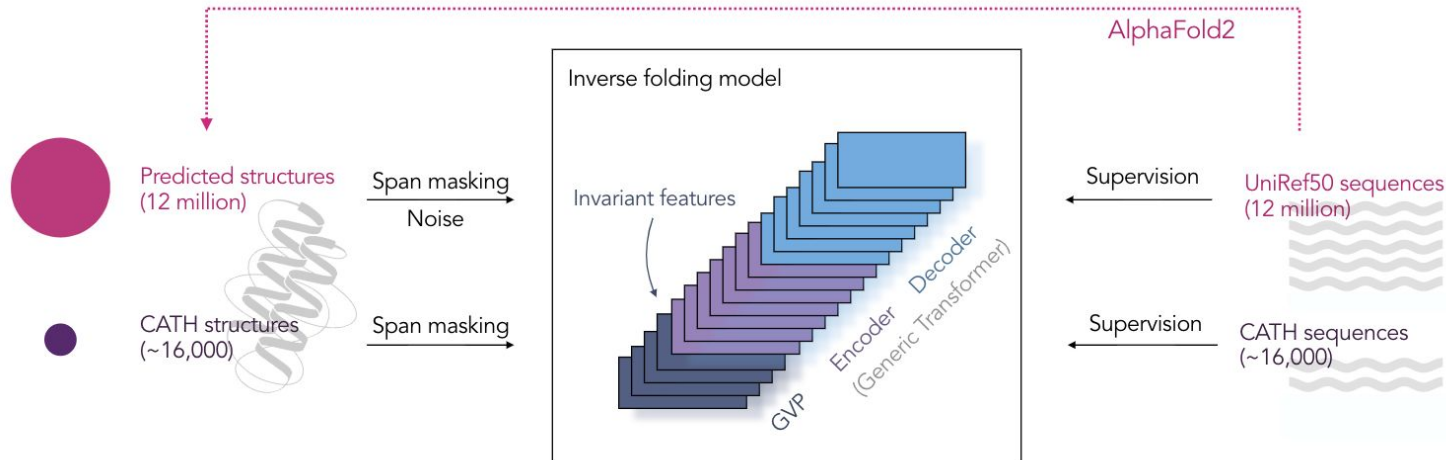 AlphaFold2
Inverse folding model
Predicted structures
(12 million)
Span masking
Noise
Invariant features
Supervision
UniRef50 sequences
(12 million)
CATH structures
(~16,000)
Span masking
GVP
Encoder
Decoder
(Generic Transformer)
Supervision
CATH sequences
(~16,000)